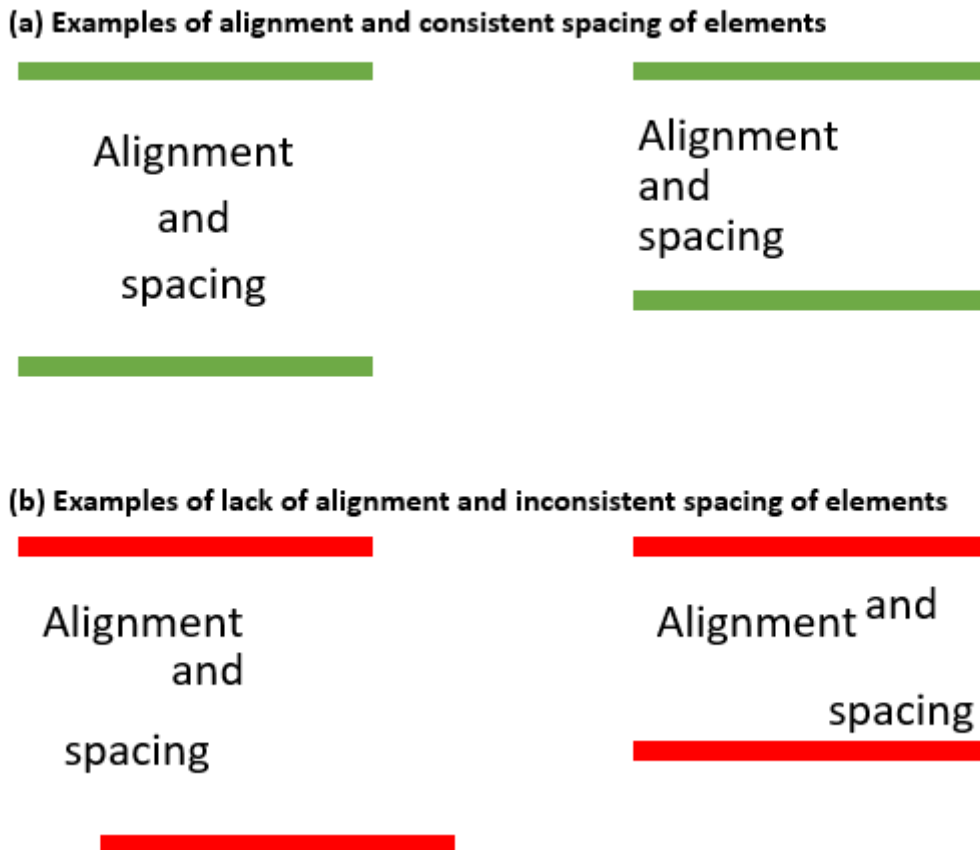 (a) Examples of alignment and consistent spacing of elements
Alignment
and
spacing
Alignment
and
spacing
(b) Examples of lack of alignment and inconsistent spacing of elements
Alignment
and
spacing
Alignment and
spacing